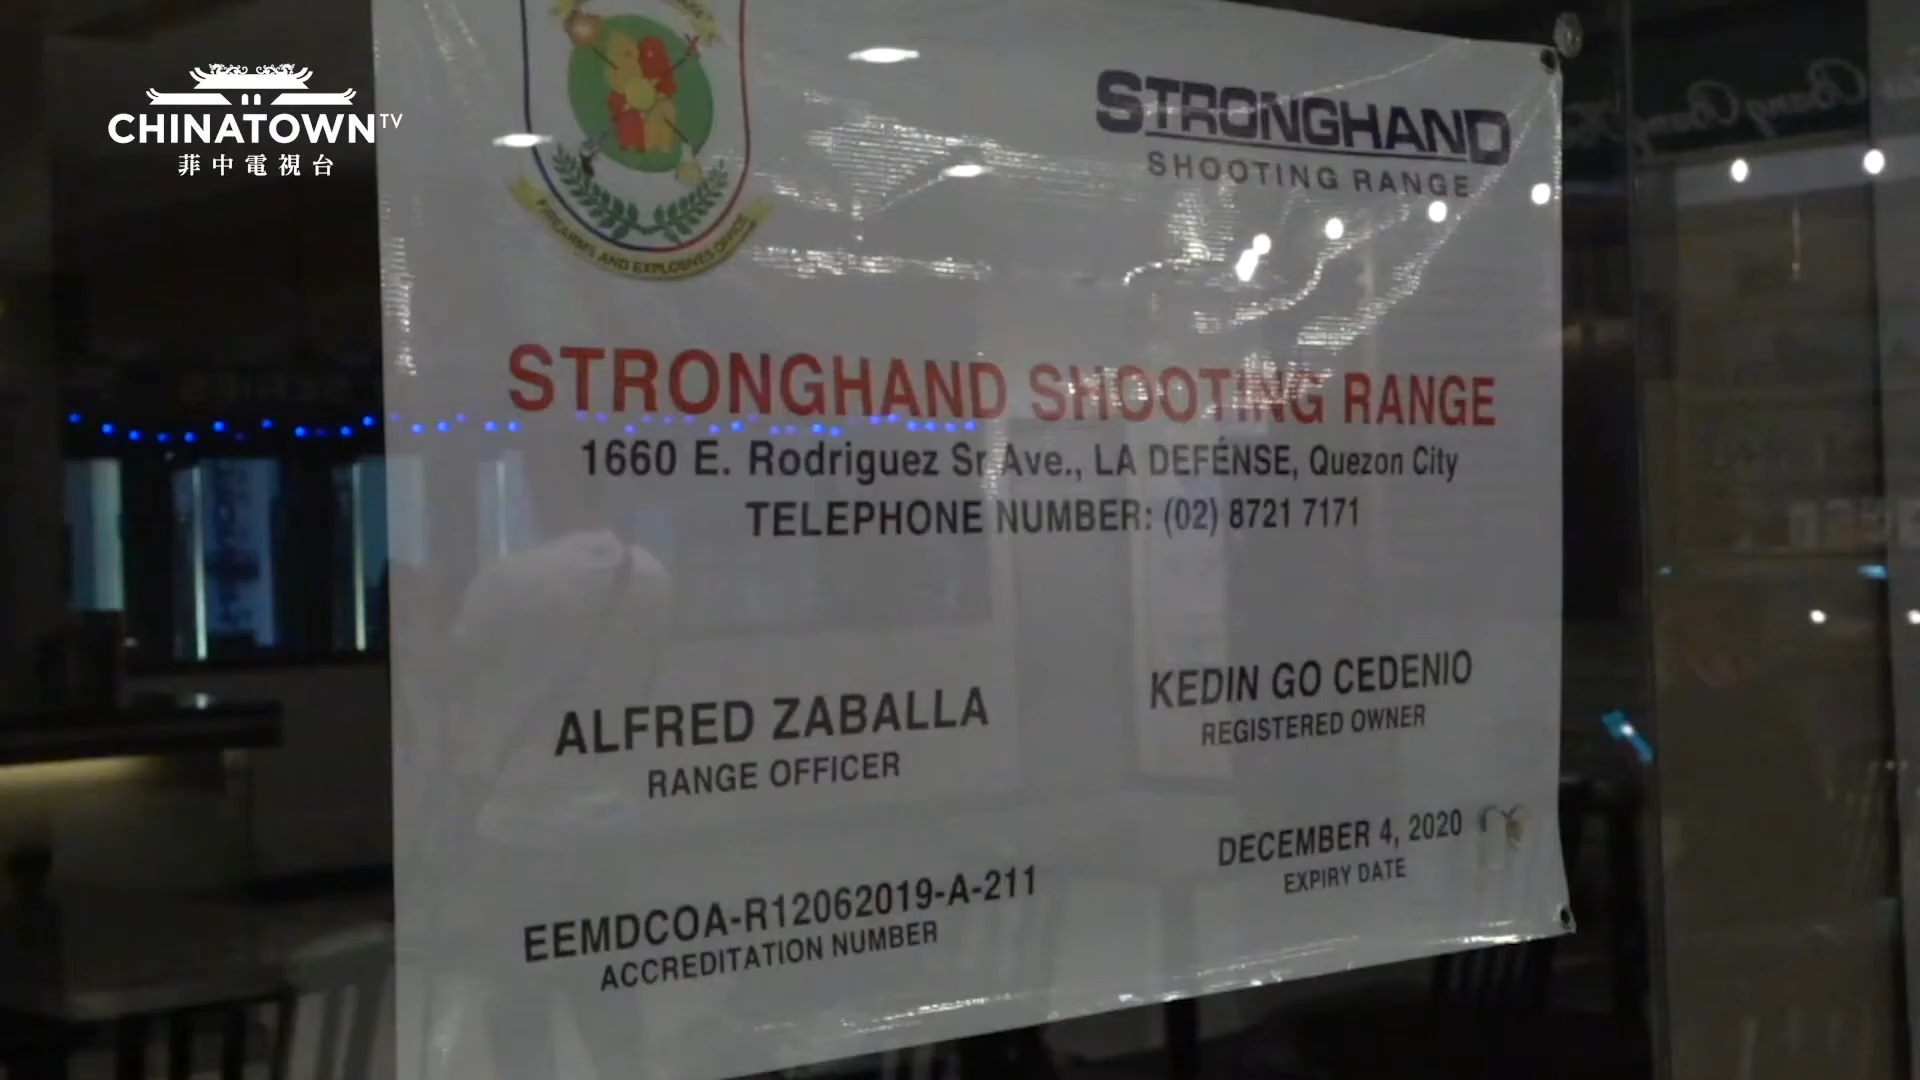 CHINATOWN TV
菲中電視台
STRONGHAND
SHOOTING RANGE
FIREARMS AND EXPLOSIVES OFFICE
STRONGHAND SHOOTING RANGE
1660 E. Rodriguez Sr Ave., LA DEFÉNSE, Quezon City
TELEPHONE NUMBER: (02) 8721 7171
ALFRED ZABALLA
RANGE OFFICER
KEDIN GO CEDENIO
REGISTERED OWNER
EEMDCOA-R12062019-A-211
ACCREDITATION NUMBER
DECEMBER 4, 2020
EXPIRY DATE